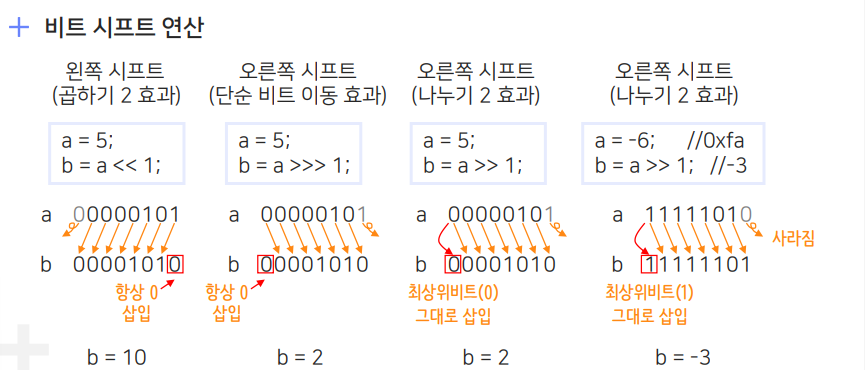 비트 시프트 연산
왼쪽 시프트
(곱하기 2 효과)
a = 5;
b = a << 1;
a 00000101
b 00001010
항상 0
삽입
b = 10
오른쪽 시프트
(단순 비트 이동 효과)
a = 5;
b = a >>> 1;
a 00000101
b 00001010
항상 0
삽입
b = 2
오른쪽 시프트
(나누기 2 효과)
a = 5;
b = a >> 1;
a 00000101
b 00001010
최상위비트(0)
그대로 삽입
b = 2
오른쪽 시프트
(나누기 2 효과)
a = -6; //0xfa
b = a >> 1; //-3
a 11111010
사라짐
b 11111101
최상위비트(1)
그대로 삽입
b = -3